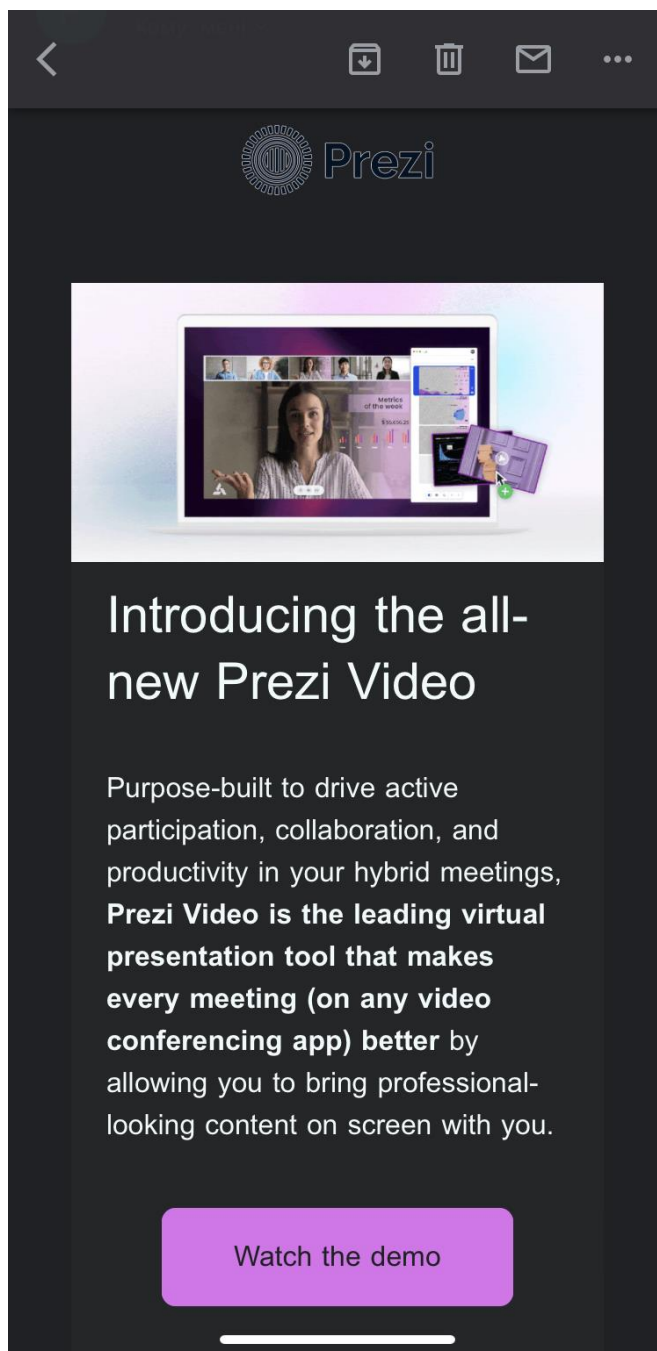 Prezi
Metrics
of the week
Introducing the all-
new Prezi Video
Purpose-built to drive active
participation, collaboration, and
productivity in your hybrid meetings,
Prezi Video is the leading virtual
presentation tool that makes
every meeting (on any video
conferencing app) better by
allowing you to bring professional-
looking content on screen with you.
Watch the demo